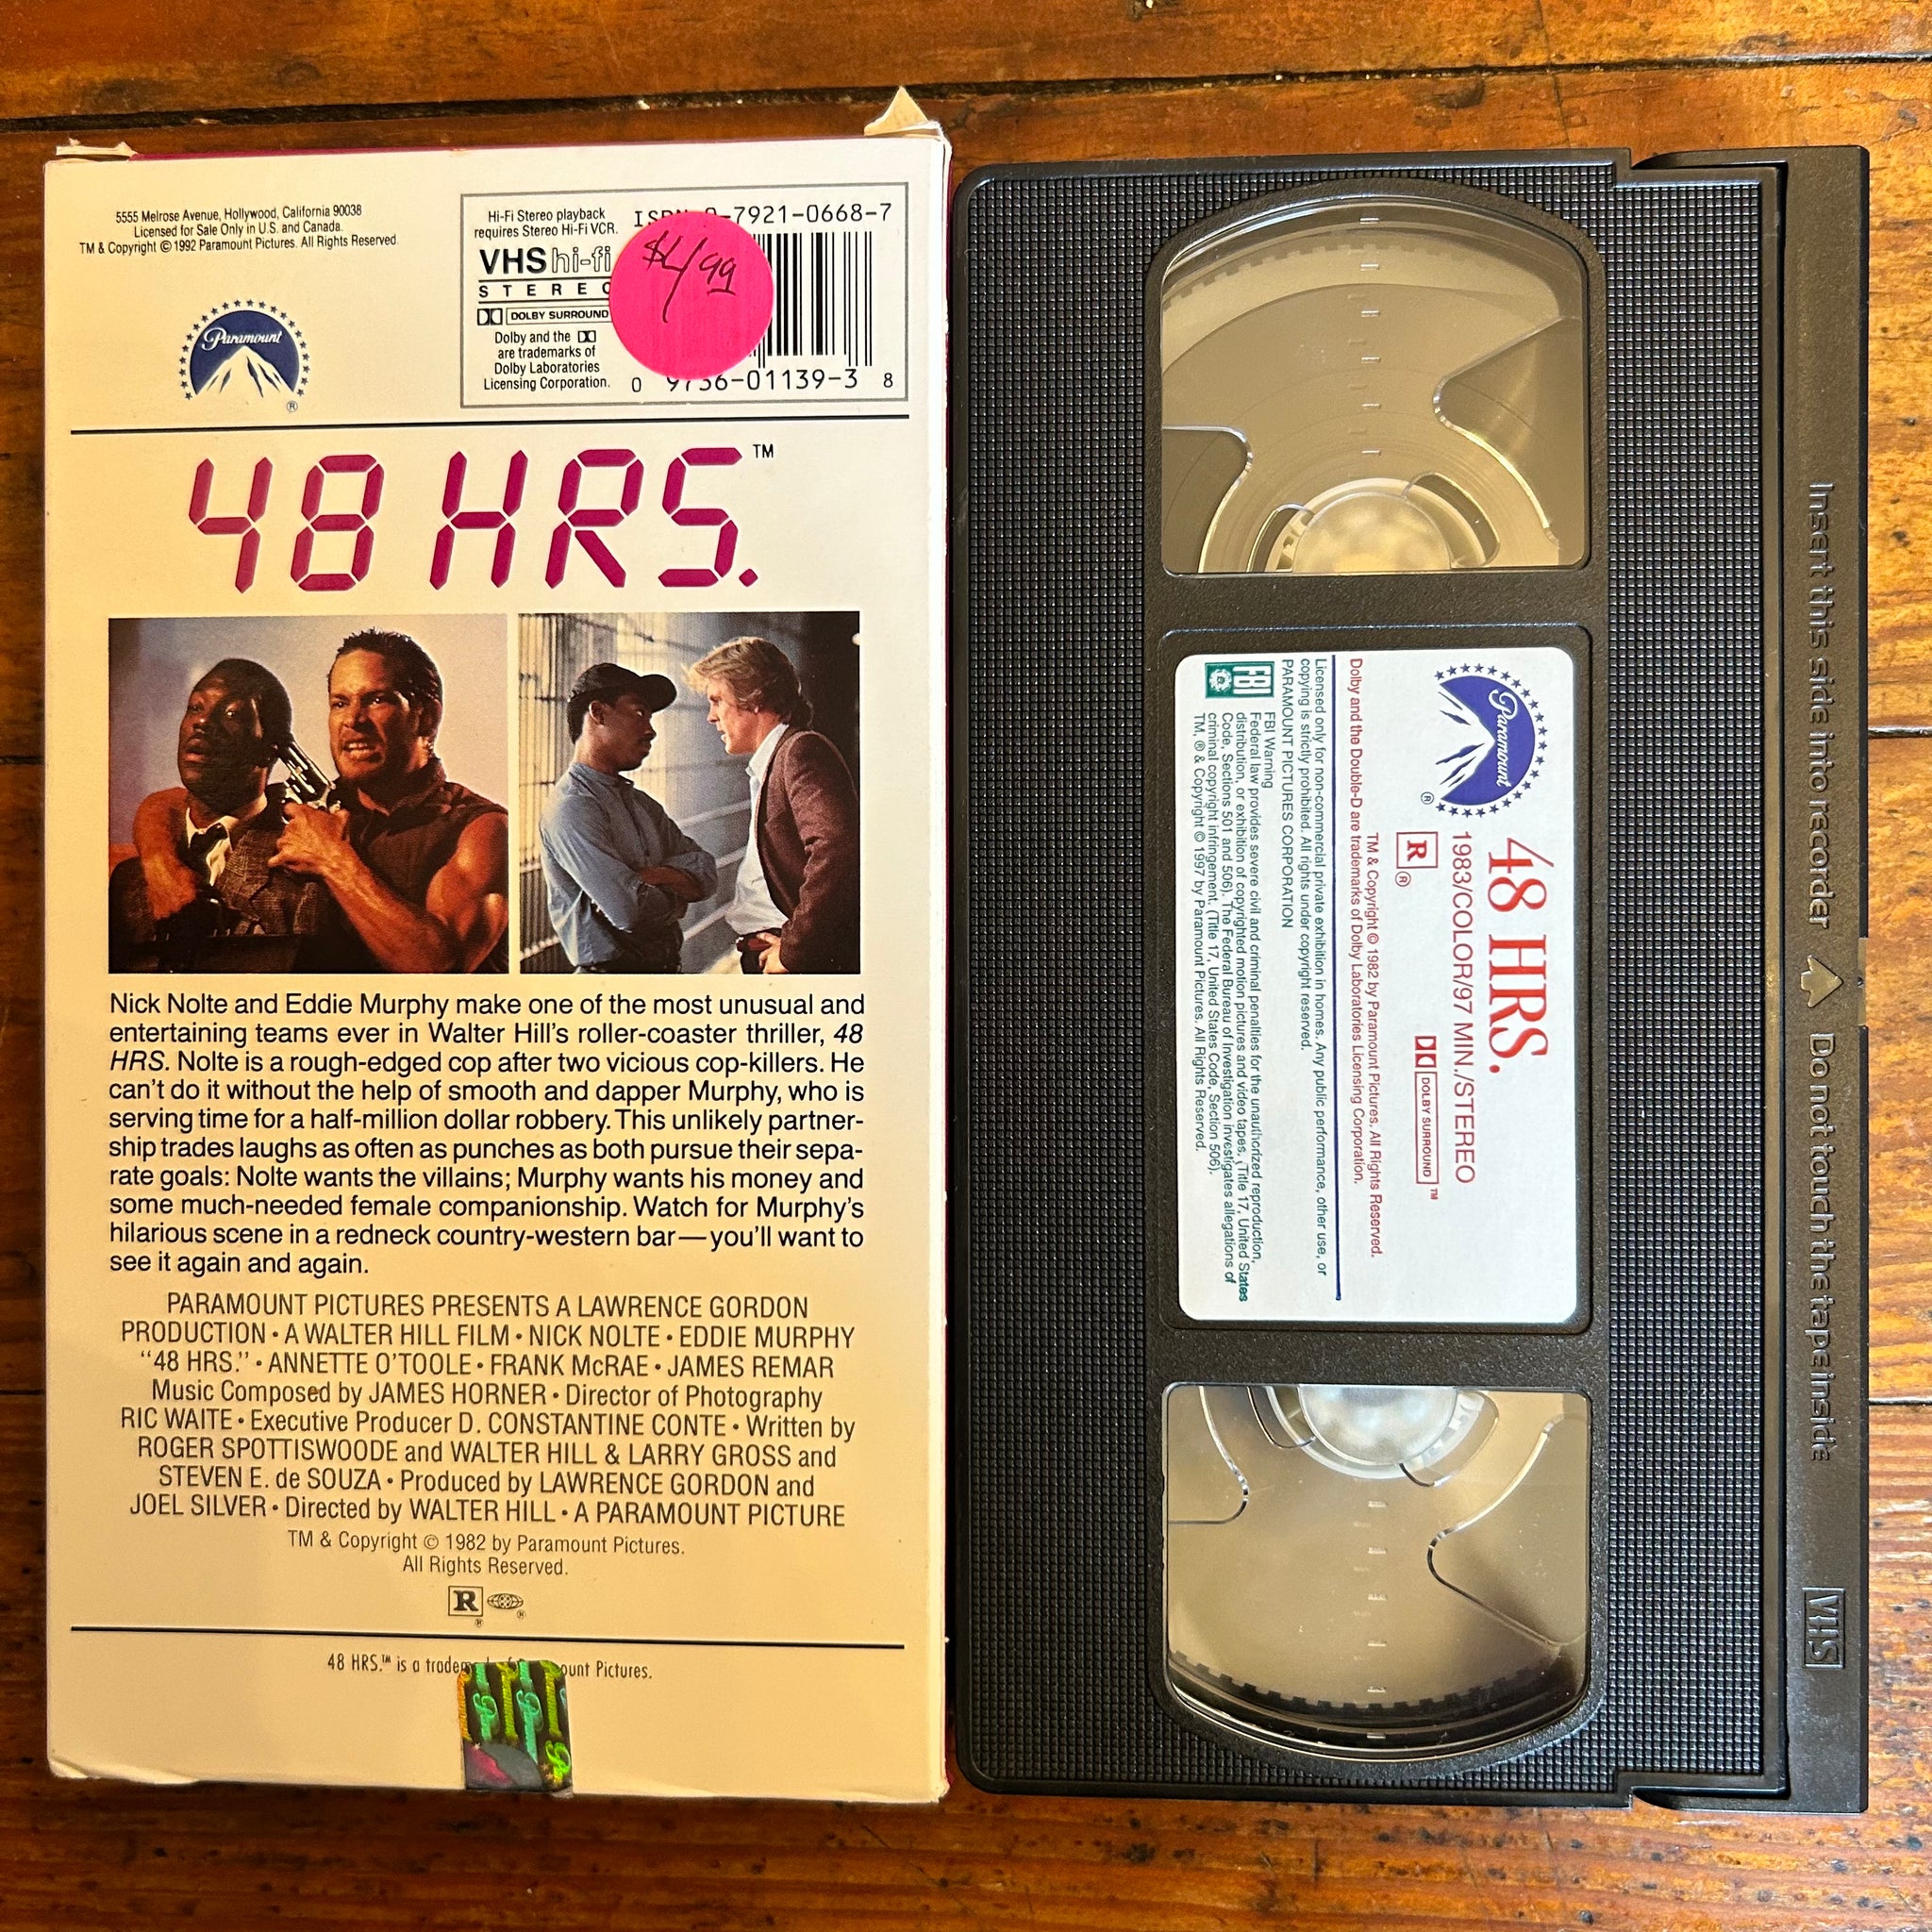 5555 Melrose Avenue, Hollywood, California 90038
Licensed for Sale Only in U.S. and Canada.
TM & Copyright © 1992 Paramount Pictures. All Rights Reserved.
Paramount
®
Hi-Fi Stereo playback
requires Stereo Hi-Fi VCR.
VHS hi-fi
STEREO
DOLBY SURROUND
Dolby and the
are trademarks of
Dolby Laboratories
Licensing Corporation.
-7921-0668-7
$4.99
0 9736-01139-3 8
48 HRS.™
Nick Nolte and Eddie Murphy make one of the most unusual and
entertaining teams ever in Walter Hill's roller-coaster thriller, 48
HRS. Nolte is a rough-edged cop after two vicious cop-killers. He
can't do it without the help of smooth and dapper Murphy, who is
serving time for a half-million dollar robbery. This unlikely partner-
ship trades laughs as often as punches as both pursue their sepa-
rate goals: Nolte wants the villains; Murphy wants his money and
some much-needed female companionship. Watch for Murphy's
hilarious scene in a redneck country-western bar—you'll want to
see it again and again.
PARAMOUNT PICTURES PRESENTS A LAWRENCE GORDON
PRODUCTION • A WALTER HILL FILM • NICK NOLTE • EDDIE MURPHY
"48 HRS." • ANNETTE O'TOOLE • FRANK McRAE • JAMES REMAR
Music Composed by JAMES HORNER • Director of Photography
RIC WAITE • Executive Producer D. CONSTANTINE CONTE • Written by
ROGER SPOTTISWOODE and WALTER HILL & LARRY GROSS and
STEVEN E. de SOUZA • Produced by LAWRENCE GORDON and
JOEL SILVER • Directed by WALTER HILL • A PARAMOUNT PICTURE
TM & Copyright © 1982 by Paramount Pictures.
All Rights Reserved.
R ® ®
48 HRS.™ is a of Pictures.
Paramount
®
48 HRS.
1983/COLOR/97 MIN./STEREO
R ®
DOLBY SURROUND ™
TM & Copyright © 1982 by Paramount Pictures. All Rights Reserved.
Dolby and the Double-D are trademarks of Dolby Laboratories Licensing Corporation.
Licensed only for non-commercial private exhibition in homes. Any public performance, other use, or
copying is strictly prohibited. All rights under copyright reserved.
PARAMOUNT PICTURES CORPORATION
FBI
FBI Warning
Federal law provides severe civil and criminal penalties for the unauthorized reproduction,
distribution, or exhibition of copyrighted motion pictures and video tapes. (Title 17, United States
Code, Sections 501 and 506). The Federal Bureau of Investigation investigates allegations of
criminal copyright infringement. (Title 17, United States Code, Section 506).
TM, ® & Copyright © 1997 by Paramount Pictures. All Rights Reserved.
Insert this side into recorder Do not touch the tape inside
VHS